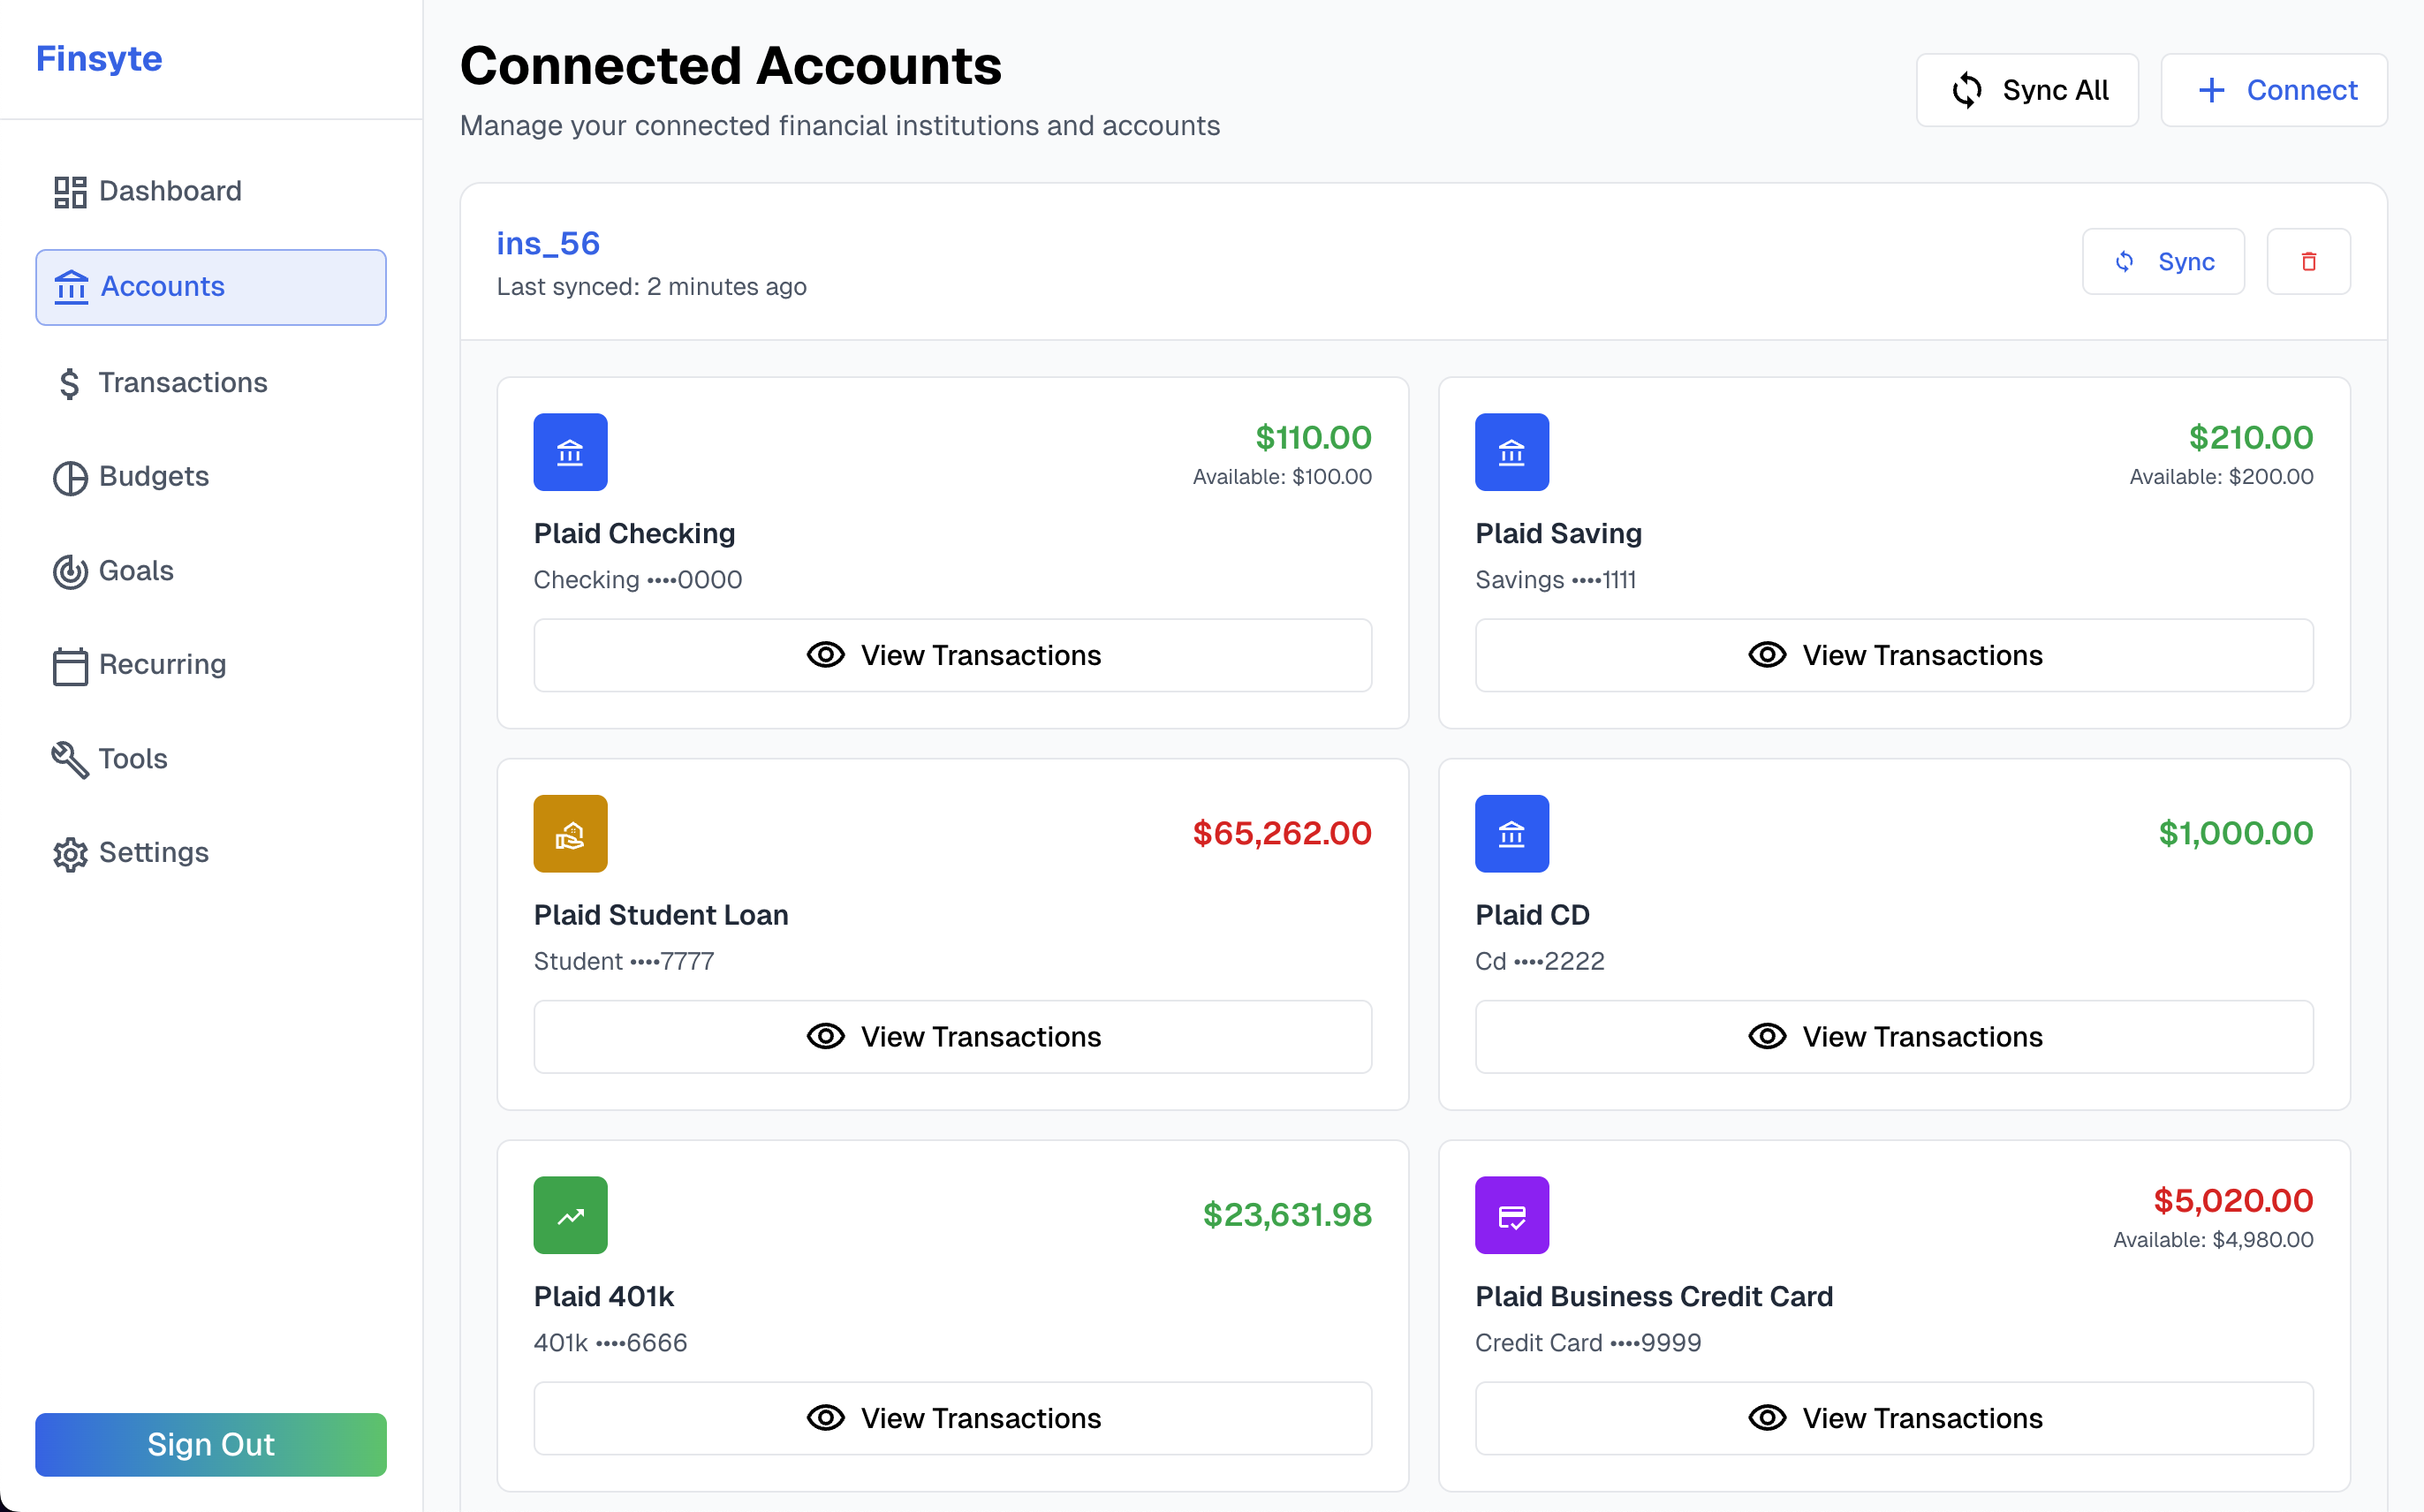 Finsyte
Dashboard
Accounts
Transactions
Budgets
Goals
Recurring
Tools
Settings
Sign Out
Connected Accounts
Manage your connected financial institutions and accounts
Sync All
Connect
ins_56
Last synced: 2 minutes ago
Sync
$110.00
Available: $100.00
Plaid Checking
Checking ••••0000
View Transactions
$210.00
Available: $200.00
Plaid Saving
Savings ••••1111
View Transactions
$65,262.00
Plaid Student Loan
Student ••••7777
View Transactions
$1,000.00
Plaid CD
Cd ••••2222
View Transactions
$23,631.98
Plaid 401k
401k ••••6666
View Transactions
$5,020.00
Available: $4,980.00
Plaid Business Credit Card
Credit Card ••••9999
View Transactions